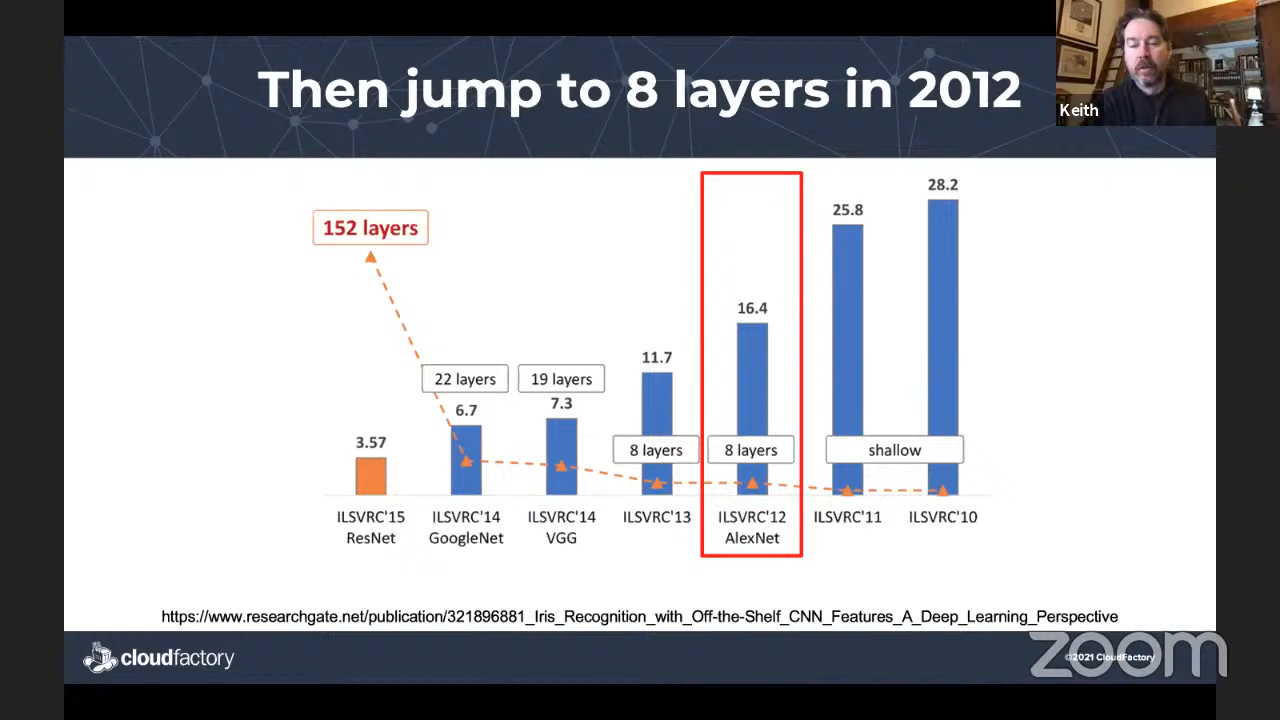 Then jump to 8 layers in 2012
Keith
152 layers
28.2
25.8
16.4
11.7
22 layers
19 layers
6.7
7.3
3.57
8 layers
8 layers
shallow
ILSVRC'15
ResNet
ILSVRC'14
GoogleNet
ILSVRC'14
VGG
ILSVRC'13
ILSVRC'12
AlexNet
ILSVRC'11
ILSVRC'10
https://www.researchgate.net/publication/321896881_Iris_Recognition_with_Off-the-Shelf_CNN_Features_A_Deep_Learning_Perspective
cloudfactory
©2021 CloudFactory
zoom